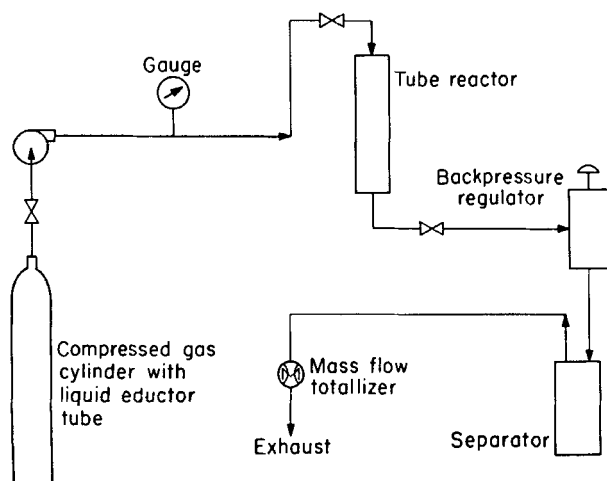 Gauge
Tube reactor
Backpressure
regulator
Compressed gas
cylinder with
liquid eductor
tube
Mass flow
totallizer
Exhaust
Separator